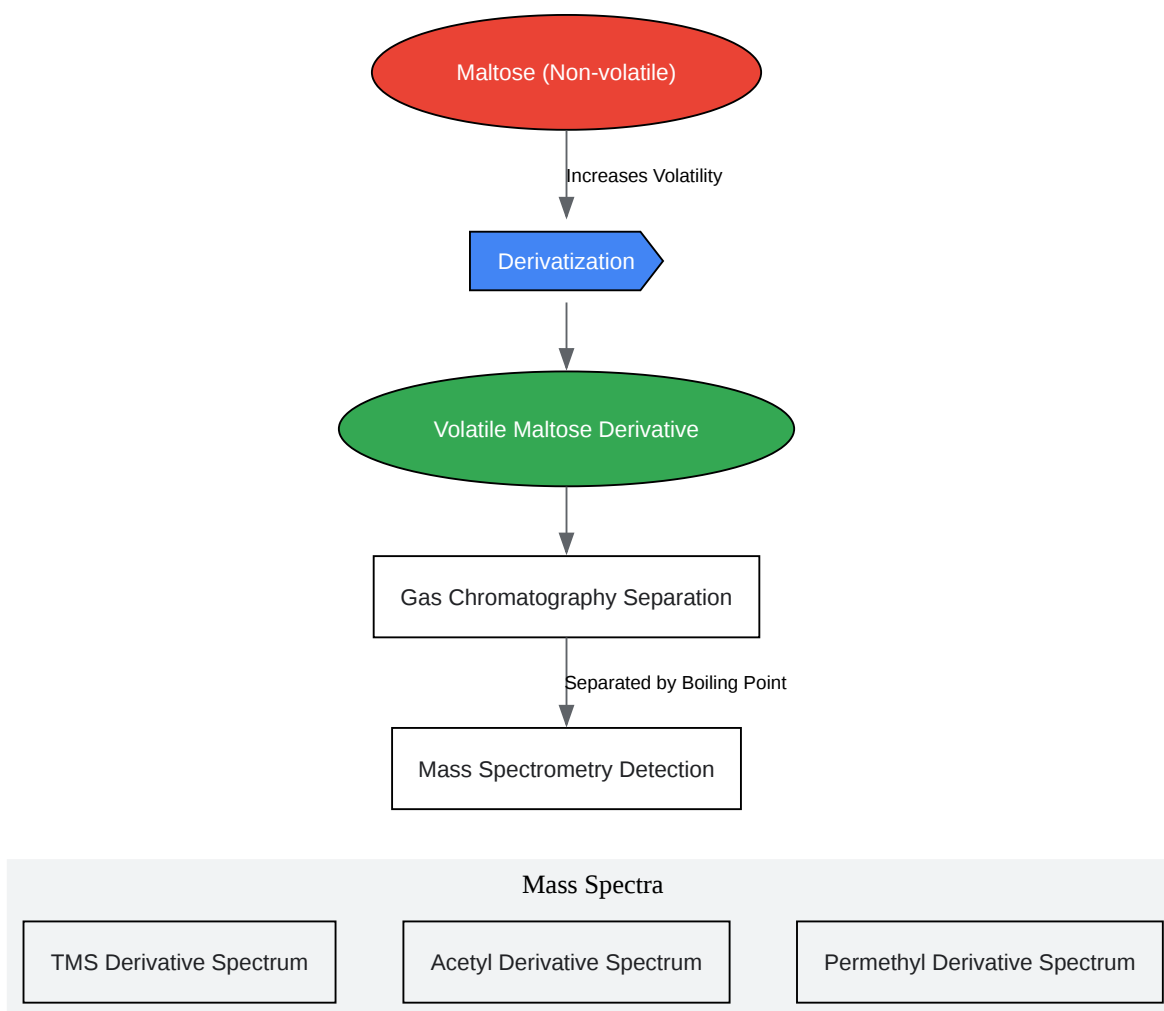 Maltose (Non-volatile)
Increases Volatility
Derivatization
Volatile Maltose Derivative
Gas Chromatography Separation
Separated by Boiling Point
Mass Spectrometry Detection
Mass Spectra
TMS Derivative Spectrum
Acetyl Derivative Spectrum
Permethyl Derivative Spectrum